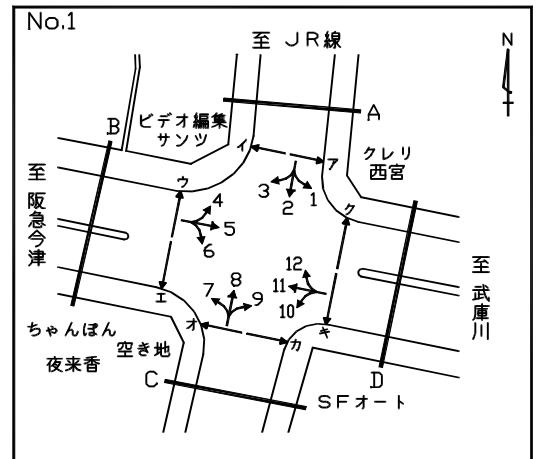 No.1
至 JR線
N
A
B
ビデオ編集
サンツ
イ
ア
クレリ
西宮
ウ
ク
3
2
1
4
5
6
至
阪急今津
12
11
10
至
武庫川
7
8
9
エ
オ
カ
キ
ちゃんぽん
夜来香
空き地
C
D
SFオート